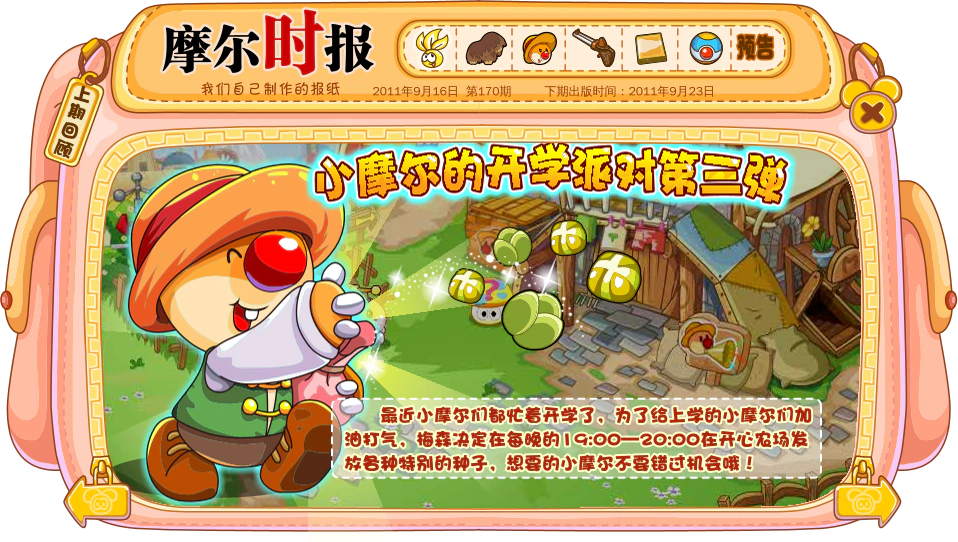 摩尔时报
预告
我们自己制作的报纸 2011年9月16日 第170期 下期出版时间：2011年9月23日
上期回顾
小摩尔的开学派对第三弹
最近小摩尔们都忙着开学了，为了给上学的小摩尔们加
油打气，梅森决定在每晚的19:00—20:00在开心农场发
放各种特别的种子，想要的小摩尔不要错过机会哦！